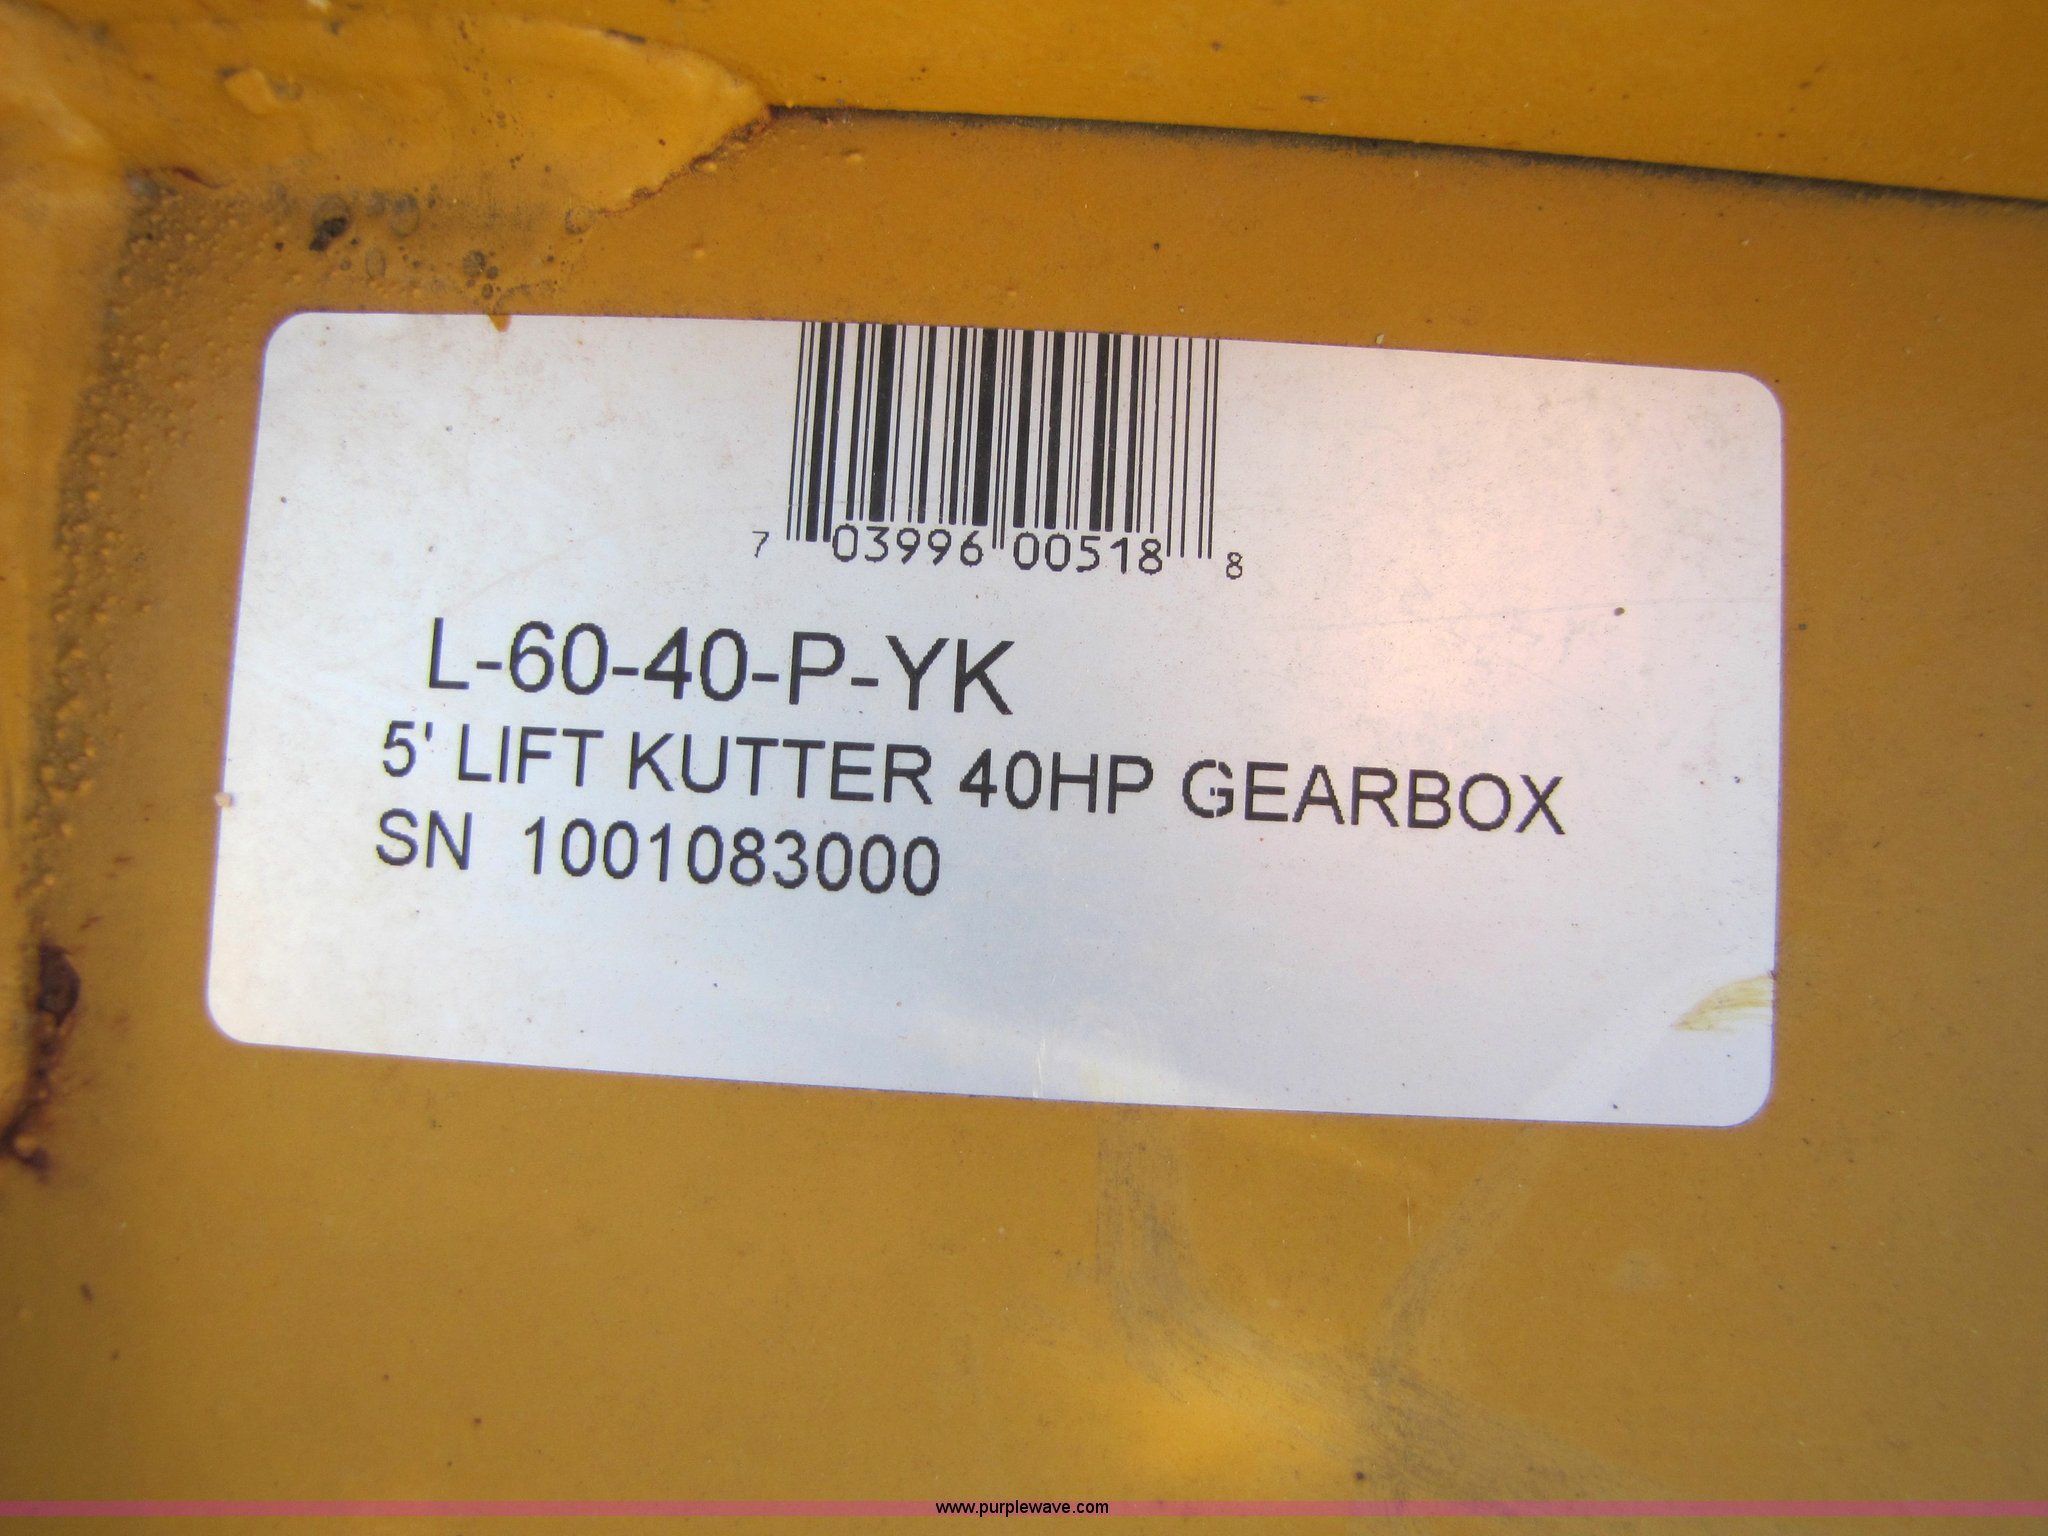 7 03996 00518 8
L-60-40-P-YK
5' LIFT KUTTER 40HP GEARBOX
SN 1001083000
www.purplewave.com